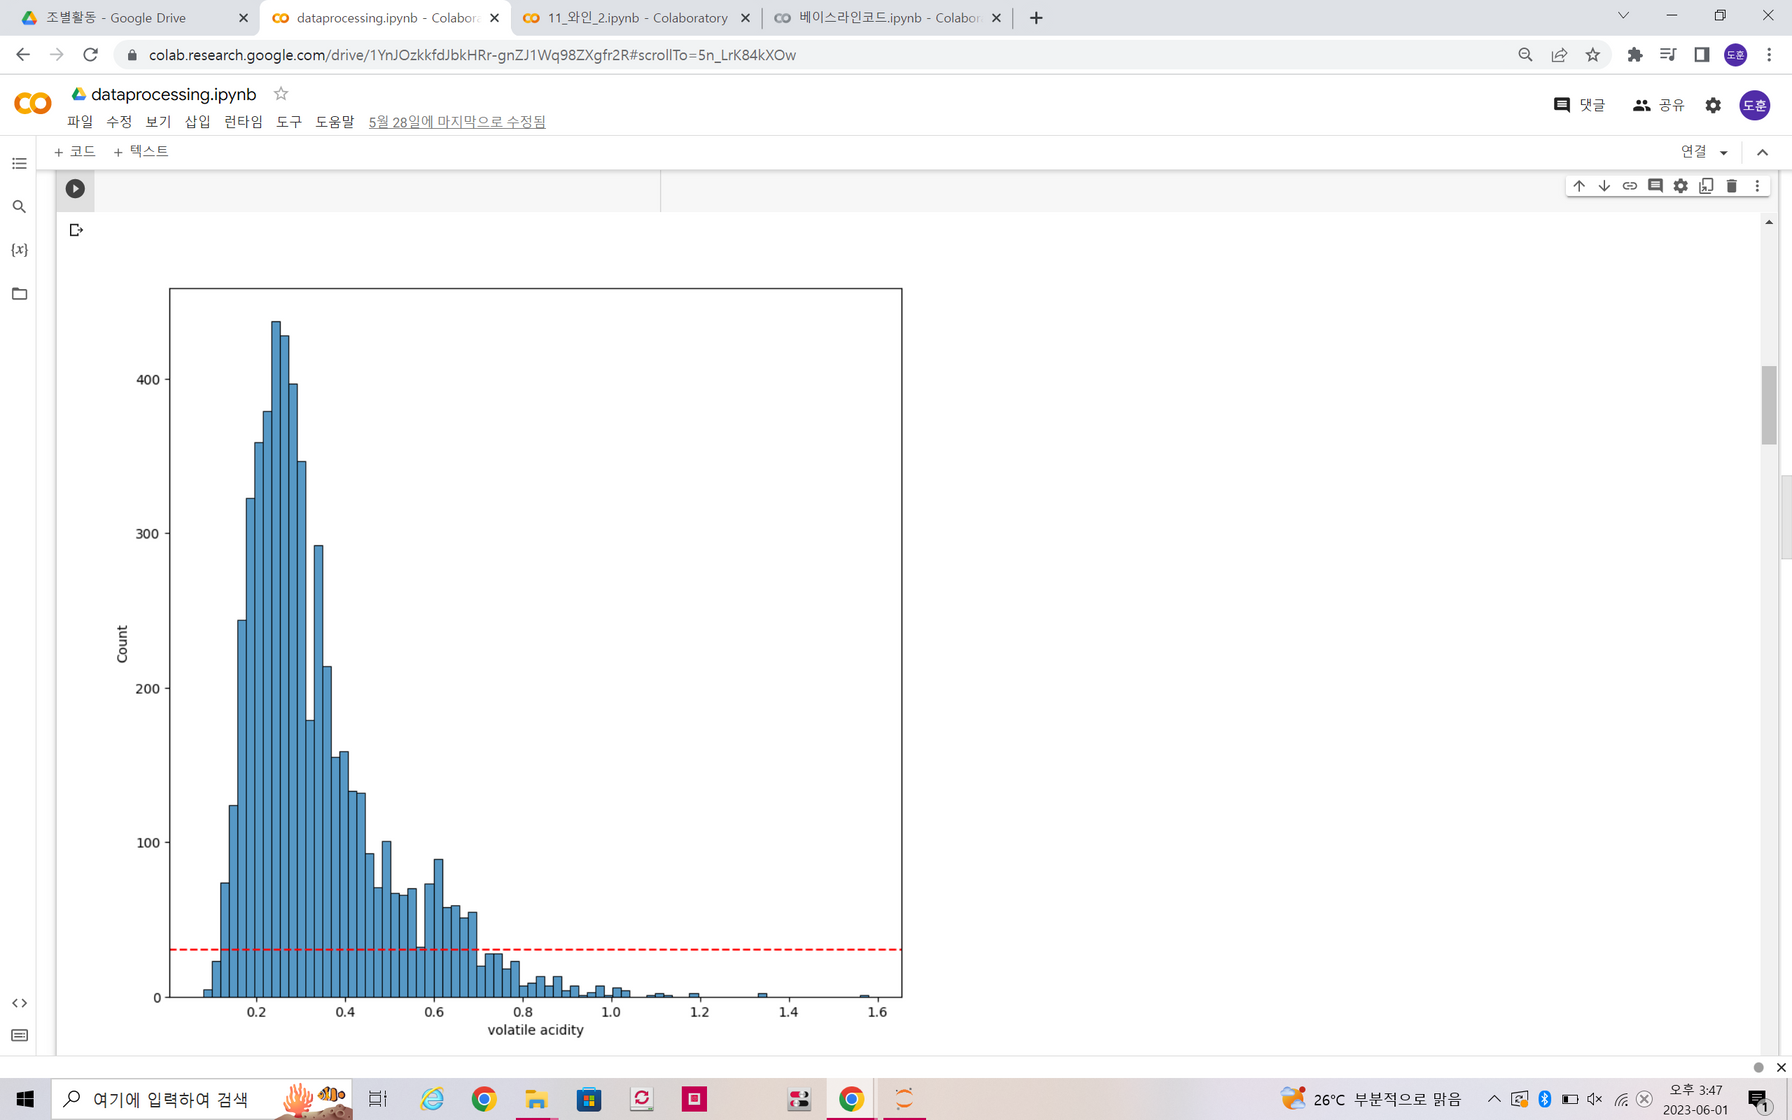 조별활동 - Google Drive
dataprocessing.ipynb - Colabora
11_와인_2.ipynb - Colaboratory
베이스라인코드.ipynb - Colabor
colab.research.google.com/drive/1YnJOzkkfdJbkHRr-gnZJ1Wq98ZXgfr2R#scrollTo=5n_LrK84kXOw
도훈
dataprocessing.ipynb
댓글
공유
도훈
파일 수정 보기 삽입 런타임 도구 도움말 5월 28일에 마지막으로 수정됨
+ 코드 + 텍스트
연결
{x}
400
300
Count
200
100
0
0.2 0.4 0.6 0.8 1.0 1.2 1.4 1.6
volatile acidity
여기에 입력하여 검색
26°C 부분적으로 맑음
오후 3:47
2023-06-01
1